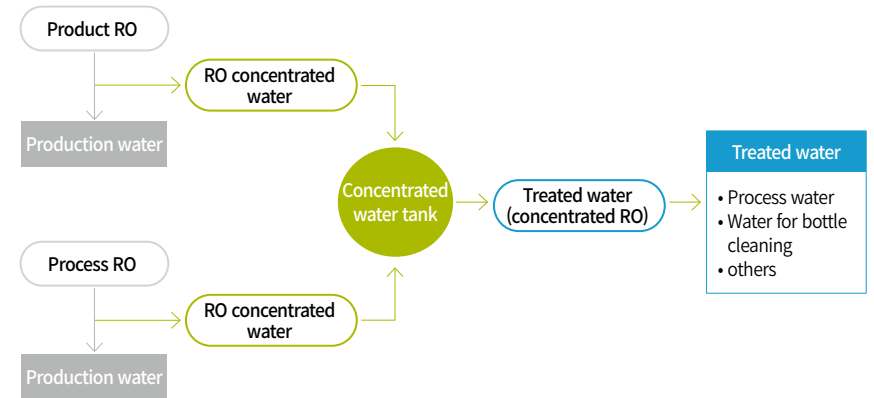 Product RO
RO concentrated
water
Production water
Concentrated
water tank
Treated water
(concentrated RO)
Treated water
• Process water
• Water for bottle
cleaning
• others
Process RO
RO concentrated
water
Production water